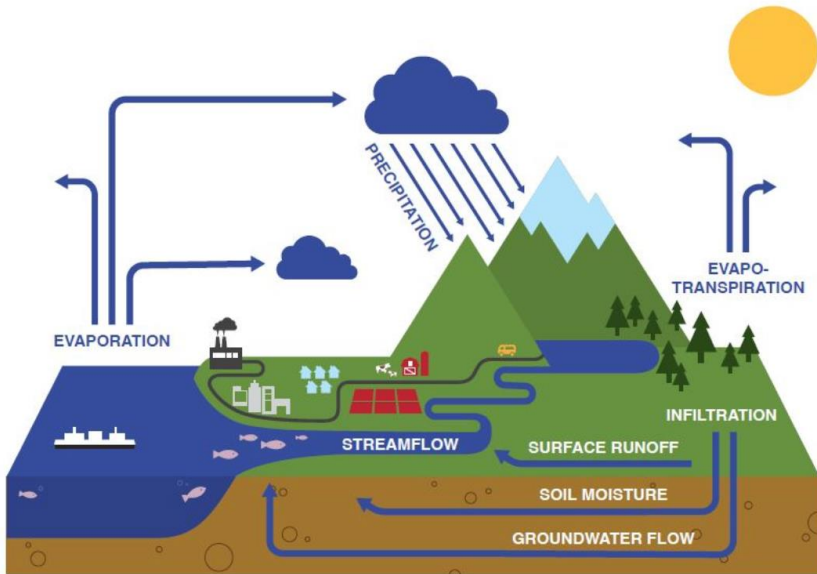 PRECIPITATION
EVAPO-
TRANSPIRATION
EVAPORATION
INFILTRATION
STREAMFLOW
SURFACE RUNOFF
SOIL MOISTURE
GROUNDWATER FLOW